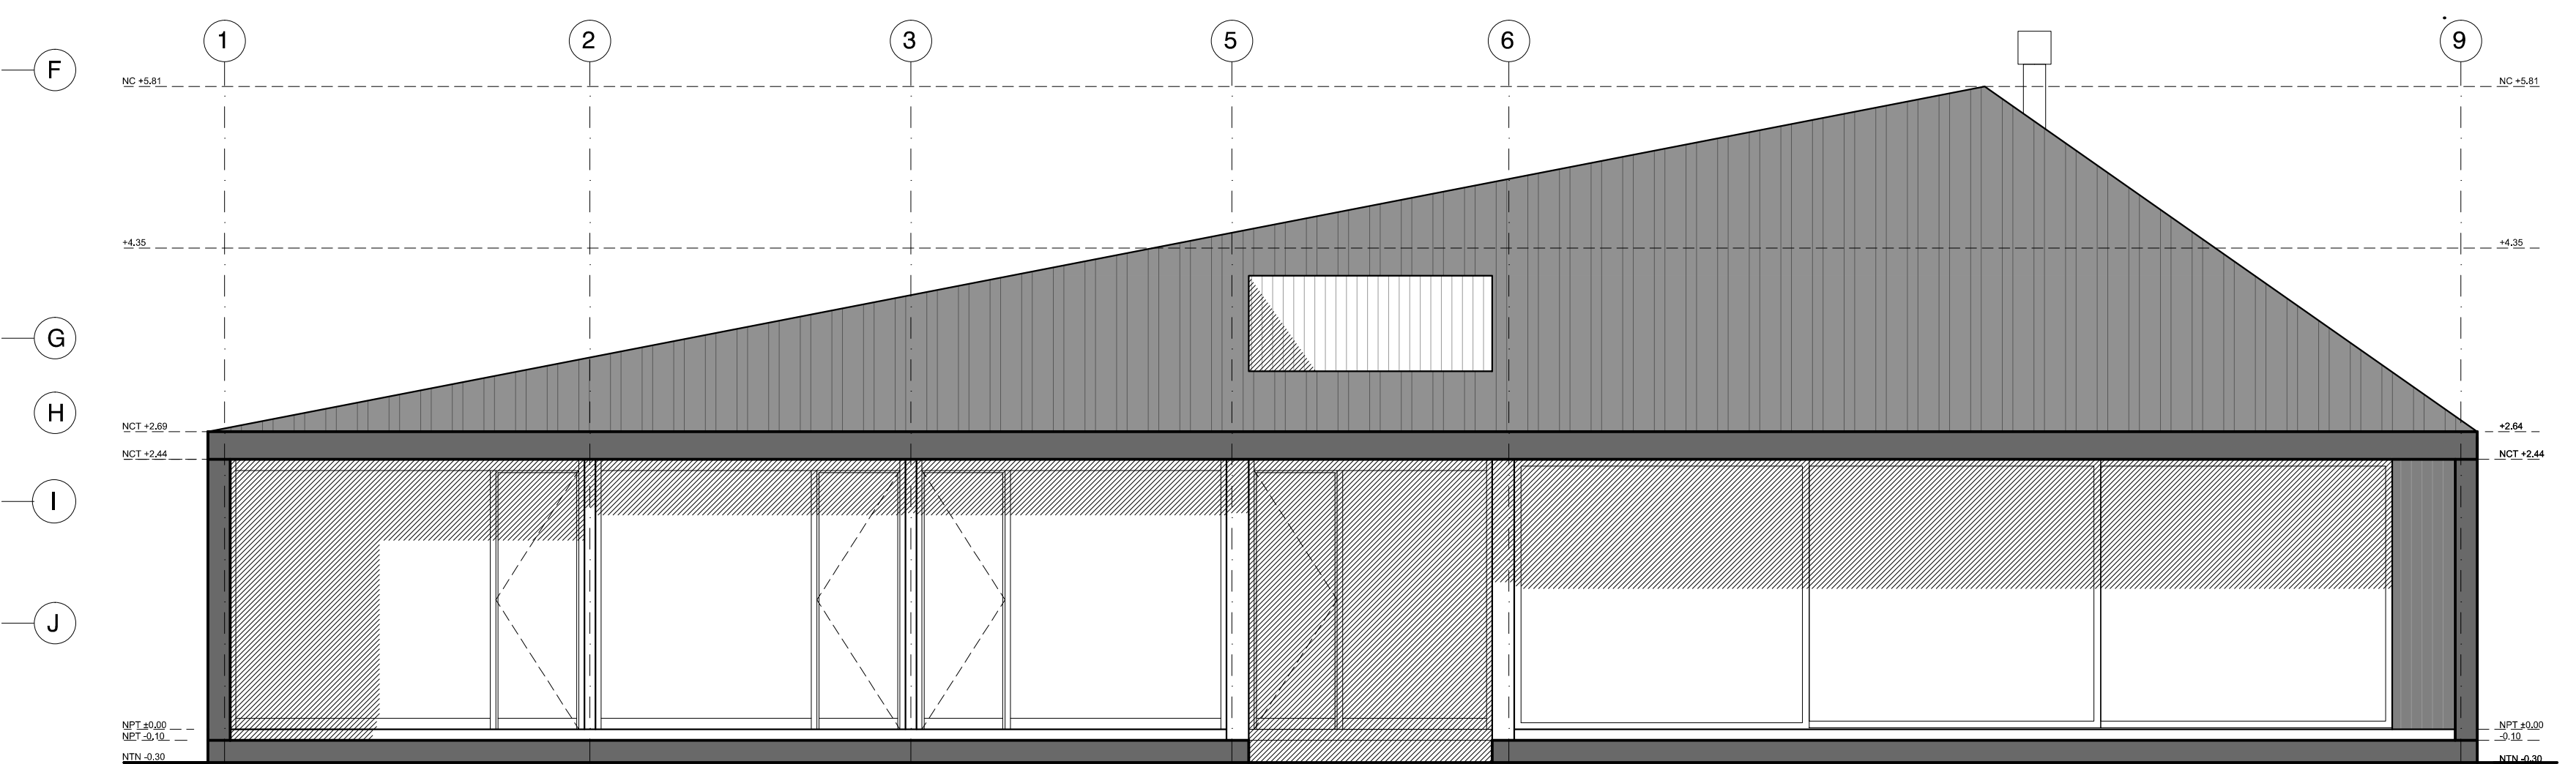 1 2 3 5 6 9
F
NC +5.81 NC +5.81
+4.35 +4.35
G
H
NCT +2.69 +2.64
NCT +2.44 NCT +2.44
I
J
NPT ±0.00 NPT ±0.00
NPT -0.10 -0.10
NTN -0.30 NTN -0.30